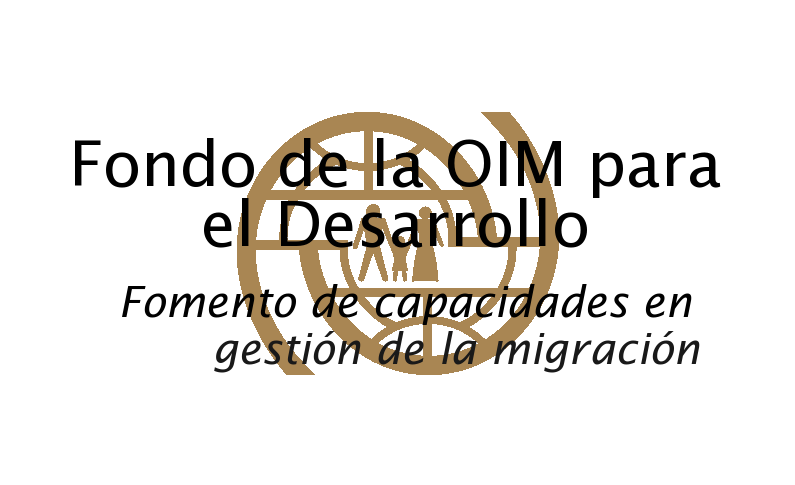 Fondo de la OIM para
el Desarrollo
Fomento de capacidades en
gestión de la migración